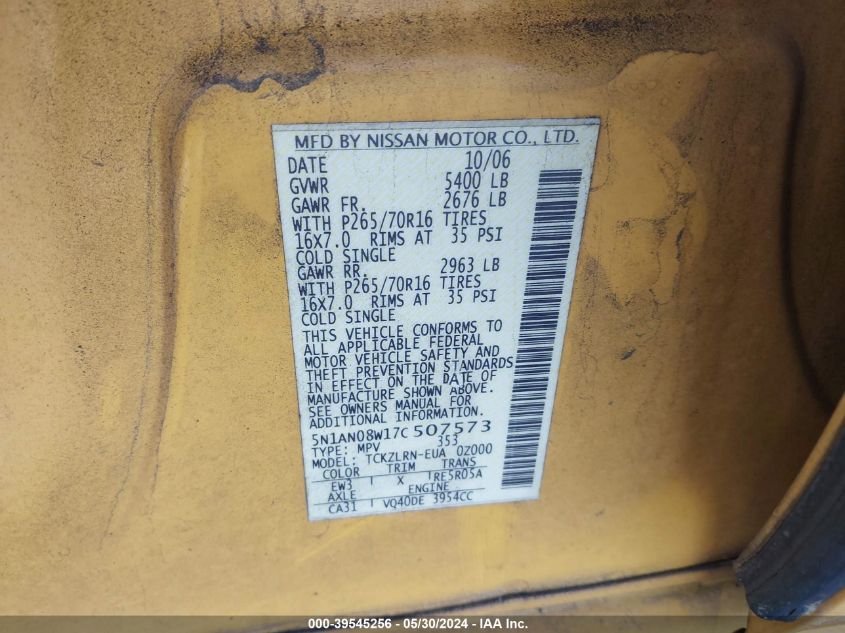 MFD BY NISSAN MOTOR CO., LTD.
DATE 10/06
GVWR 5400 LB
GAWR FR. 2676 LB
WITH P265/70R16 TIRES
16X7.0 RIMS AT 35 PSI
COLD SINGLE
GAWR RR. 2963 LB
WITH P265/70R16 TIRES
16X7.0 RIMS AT 35 PSI
COLD SINGLE
THIS VEHICLE CONFORMS TO
ALL APPLICABLE FEDERAL
MOTOR VEHICLE SAFETY AND
THEFT PREVENTION STANDARDS
IN EFFECT ON THE DATE OF
MANUFACTURE SHOWN ABOVE.
SEE OWNERS MANUAL FOR
ADDITIONAL INFORMATION.
5N1AN08W17C507573
TYPE: MPV 353
MODEL: TCKZLRN-EUA 0Z000
COLOR TRIM TRANS
EW3 X RE5R05A
AXLE ENGINE
CA31 VQ40DE 3954CC
000-39545256 - 05/30/2024 - IAA Inc.